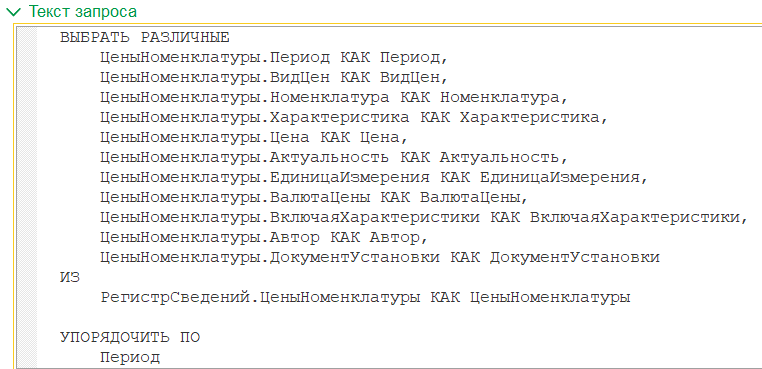 Текст запроса
ВЫБРАТЬ РАЗЛИЧНЫЕ
ЦеныНоменклатуры.Период КАК Период,
ЦеныНоменклатуры.ВидЦен КАК ВидЦен,
ЦеныНоменклатуры.Номенклатура КАК Номенклатура,
ЦеныНоменклатуры.Характеристика КАК Характеристика,
ЦеныНоменклатуры.Цена КАК Цена,
ЦеныНоменклатуры.Актуальность КАК Актуальность,
ЦеныНоменклатуры.ЕдиницаИзмерения КАК ЕдиницаИзмерения,
ЦеныНоменклатуры.ВалютаЦены КАК ВалютаЦены,
ЦеныНоменклатуры.ВключаяХарактеристики КАК ВключаяХарактеристики,
ЦеныНоменклатуры.Автор КАК Автор,
ЦеныНоменклатуры.ДокументУстановки КАК ДокументУстановки
ИЗ
РегистрСведений.ЦеныНоменклатуры КАК ЦеныНоменклатуры
УПОРЯДОЧИТЬ ПО
Период